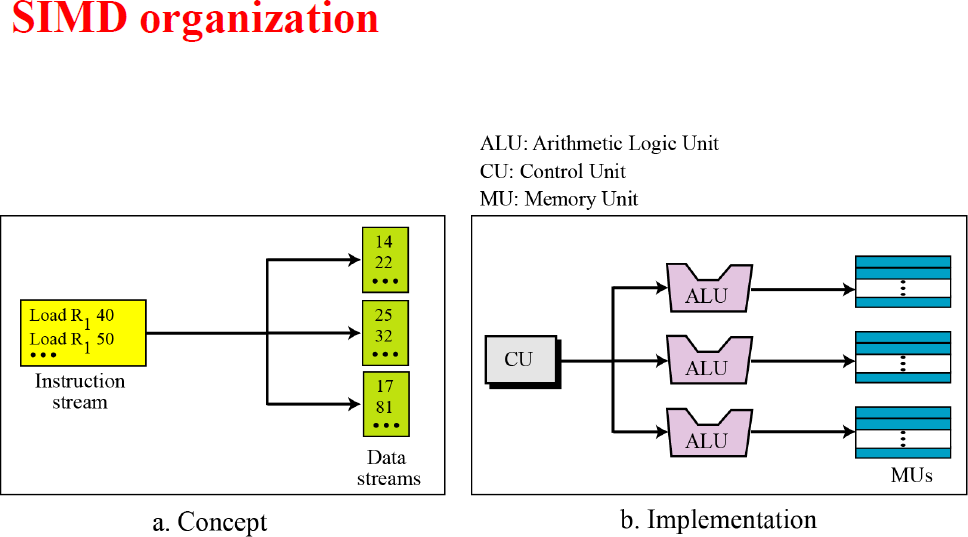 SIMD organization
ALU: Arithmetic Logic Unit
CU: Control Unit
MU: Memory Unit
Load R1 40
Load R1 50
•••
Instruction
stream
14
22
•••
25
32
•••
17
81
•••
Data
streams
a. Concept
CU
ALU
ALU
ALU
MUs
b. Implementation